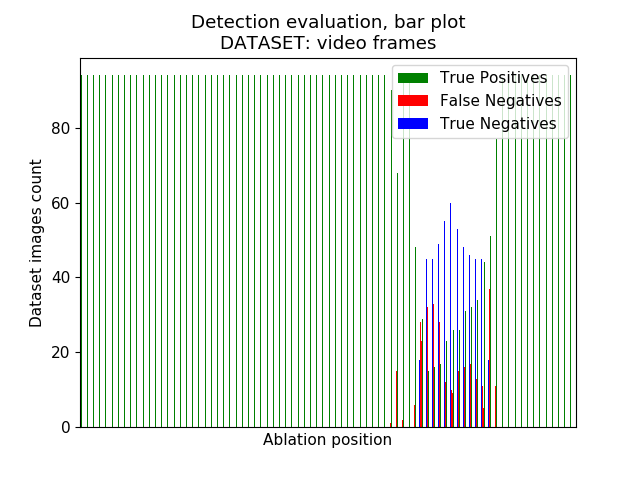 Detection evaluation, bar plot
DATASET: video frames
True Positives
False Negatives
True Negatives
Dataset images count
80
60
40
20
0
Ablation position